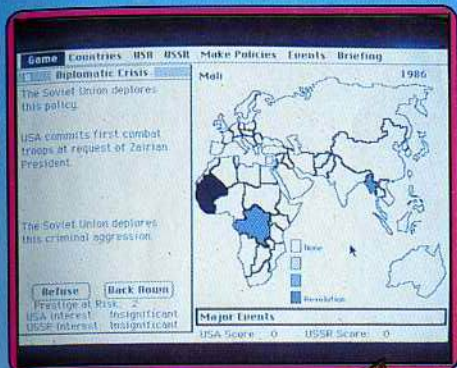 Game Countries USA USSR Make Policies Events Briefing
Diplomatic Crisis
The Soviet Union deplores
this policy.
USA commits first combat
troops at request of Zairian
President.
The Soviet Union deplores
this criminal aggression.
Refuse Back Down
Prestige at Risk: 2
USA Interest: Insignificant
USSR Interest: Insignificant
Mali 1986
None
Revolution
Major Events
USA Score: 0 USSR Score: 0